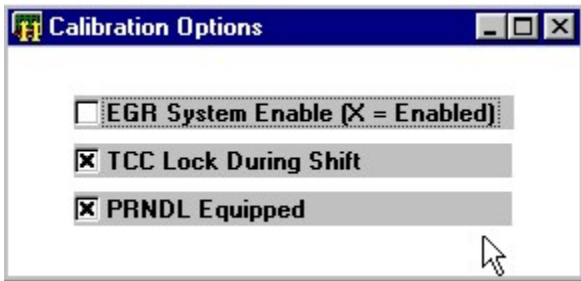 Calibration Options
EGR System Enable (X = Enabled)
TCC Lock During Shift
PRNDL Equipped